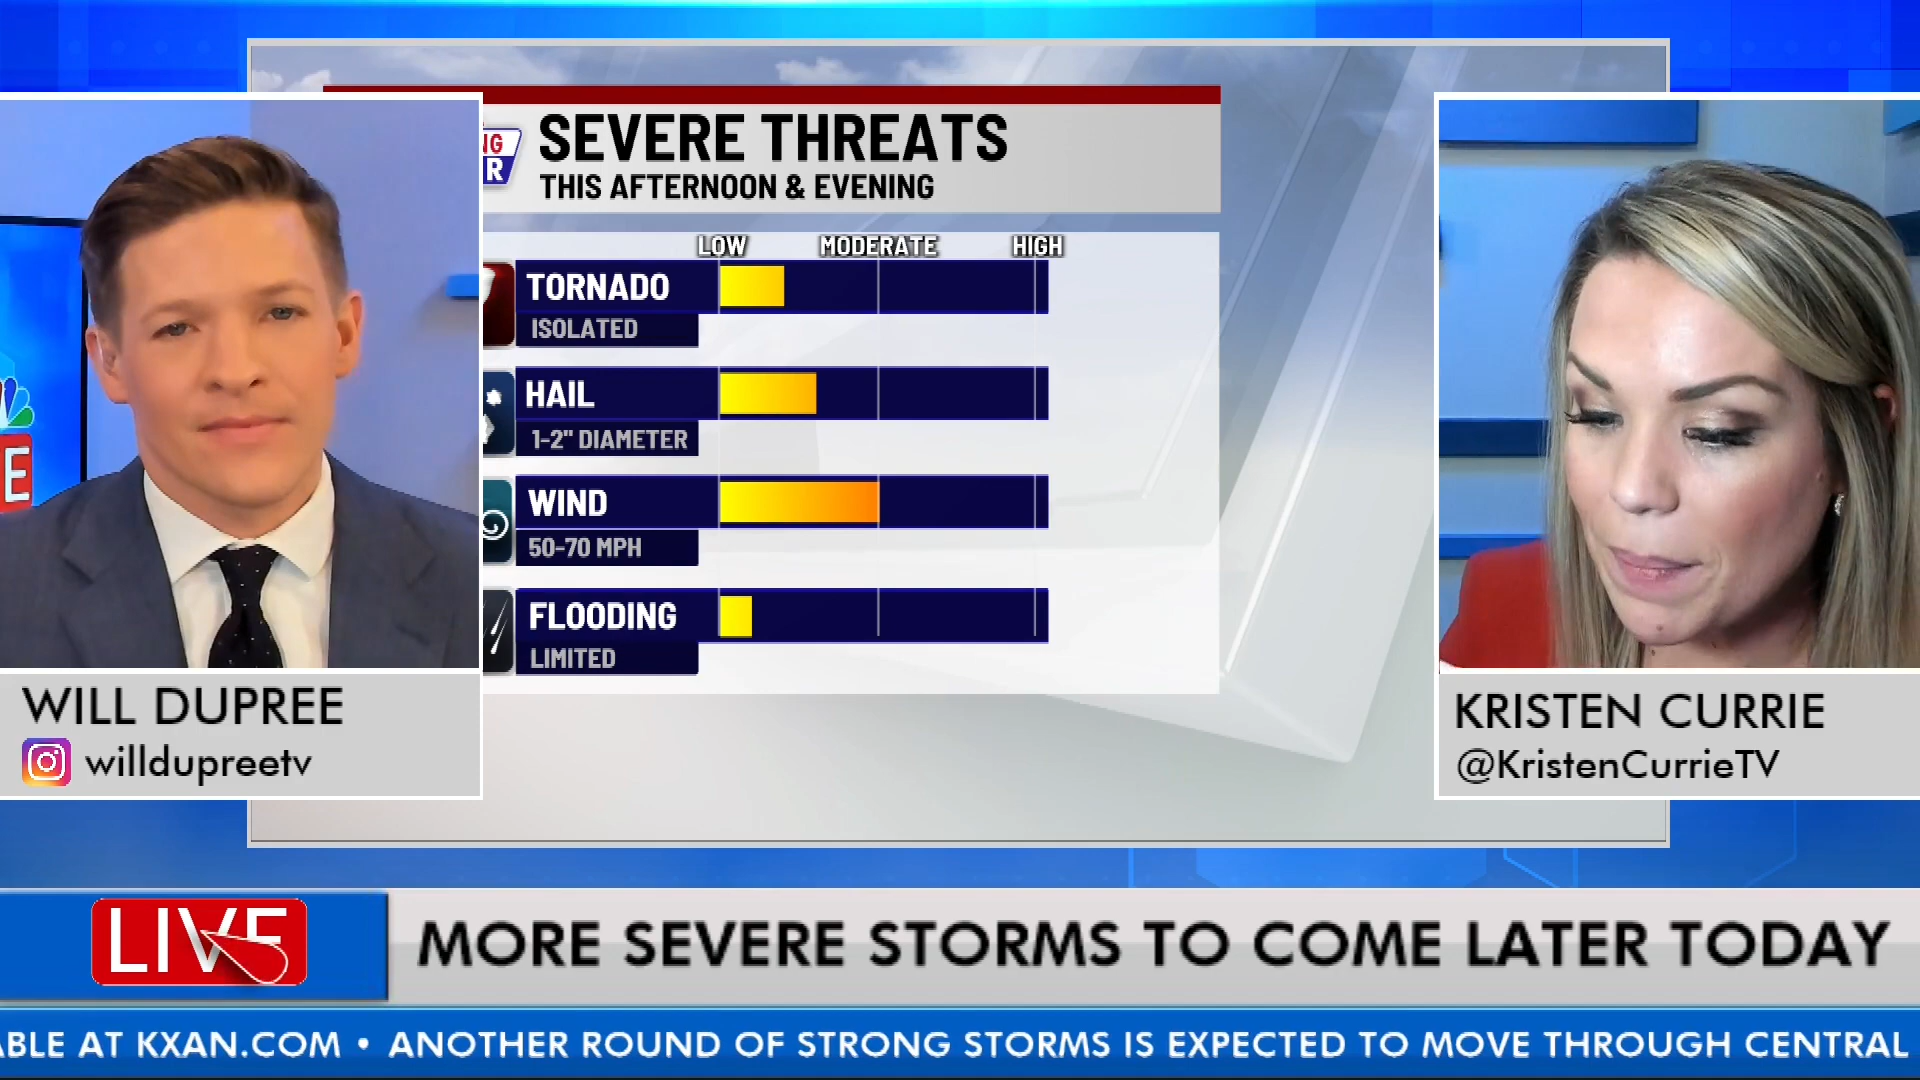 SEVERE THREATS
THIS AFTERNOON & EVENING
LOW MODERATE HIGH
TORNADO
ISOLATED
HAIL
1-2" DIAMETER
WIND
50-70 MPH
FLOODING
LIMITED
WILL DUPREE
willdupreetv
KRISTEN CURRIE
@KristenCurrieTV
LIVE
MORE SEVERE STORMS TO COME LATER TODAY
AT KXAN.COM • ANOTHER ROUND OF STRONG STORMS IS EXPECTED TO MOVE THROUGH CENTRAL